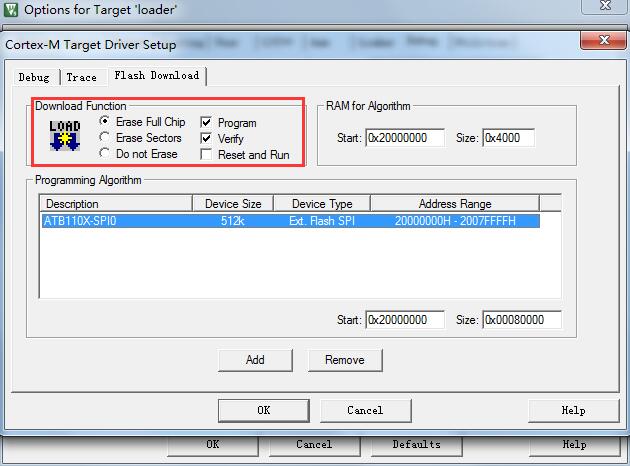 Options for Target 'loader'
Cortex-M Target Driver Setup
Debug Trace Flash Download
Download Function
LOAD
Erase Full Chip Program
Erase Sectors Verify
Do not Erase Reset and Run
RAM for Algorithm
Start: 0x20000000 Size: 0x4000
Programming Algorithm
Description Device Size Device Type Address Range
ATB110X-SPI0 512k Ext. Flash SPI 20000000H - 2007FFFFH
Start: 0x20000000 Size: 0x00080000
Add Remove
OK Cancel Help
OK Cancel Defaults Help